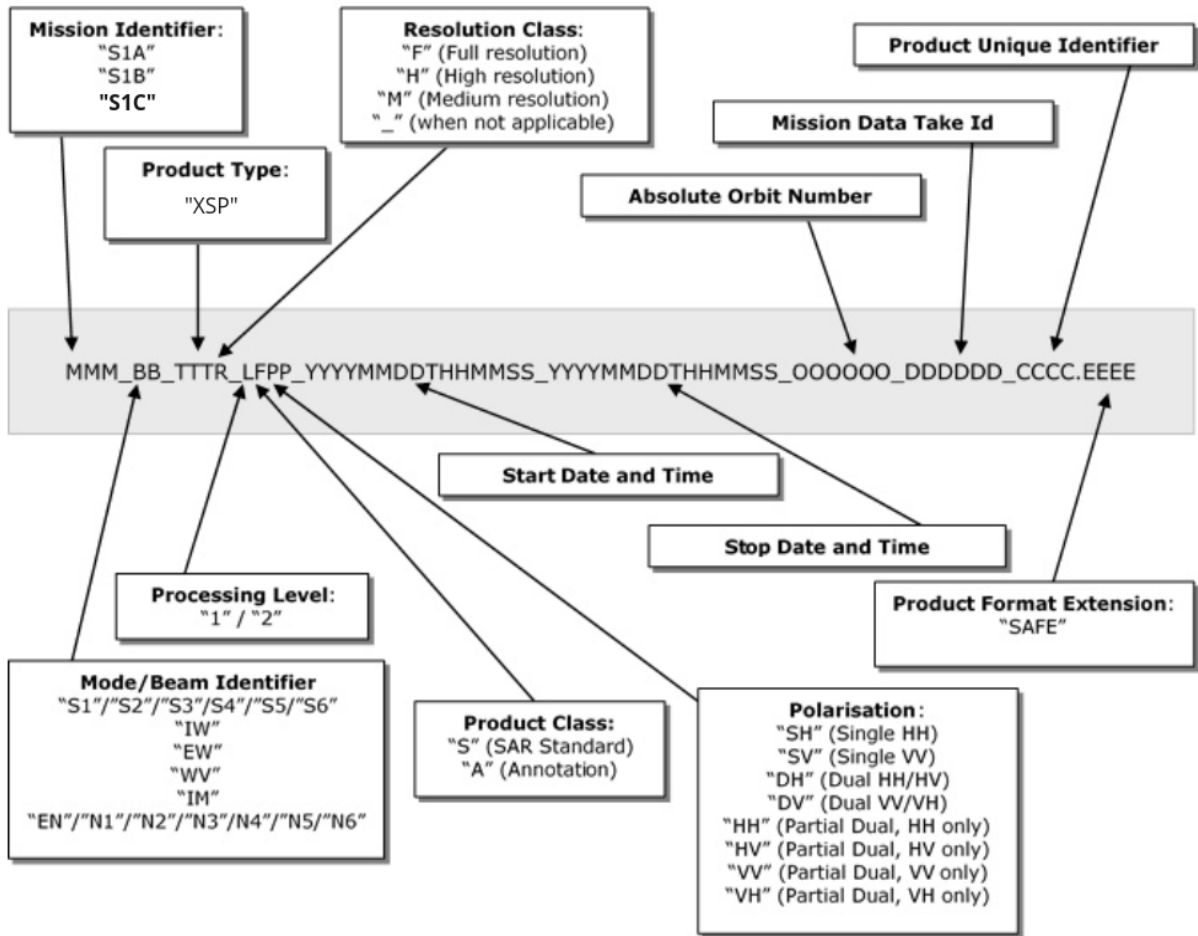 Mission Identifier:
“S1A”
“S1B”
"S1C"
Resolution Class:
“F” (Full resolution)
“H” (High resolution)
“M” (Medium resolution)
“_” (when not applicable)
Product Unique Identifier
Mission Data Take Id
Product Type:
"XSP"
Absolute Orbit Number
MMM_BB_TTTR_LFPP_YYYYMMDDTHHMMSS_YYYYMMDDTHHMMSS_OOOOOO_DDDDDD_CCCC.EEEE
Start Date and Time
Stop Date and Time
Processing Level:
“1” / “2”
Product Format Extension:
“SAFE”
Mode/Beam Identifier
“S1”/”S2”/”S3”/S4”/”S5”/”S6”
“IW”
“EW”
“WV”
“IM”
“EN”/”N1”/”N2”/”N3”/N4”/”N5”/”N6”
Product Class:
“S” (SAR Standard)
“A” (Annotation)
Polarisation:
“SH” (Single HH)
“SV” (Single VV)
“DH” (Dual HH/HV)
“DV” (Dual VV/VH)
“HH” (Partial Dual, HH only)
“HV” (Partial Dual, HV only)
“VV” (Partial Dual, VV only)
“VH” (Partial Dual, VH only)